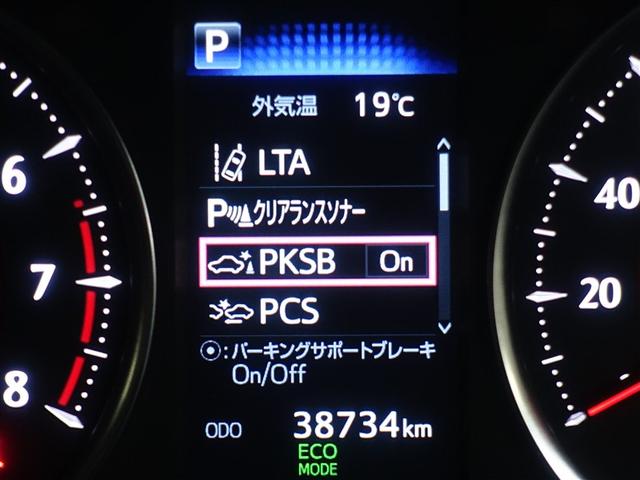 P
外気温 19℃
LTA
P クリアランスソナー
PKSB On
PCS
:パーキングサポートブレーキ
On/Off
ODO 38734km
ECO
MODE
6
7
8
40
20